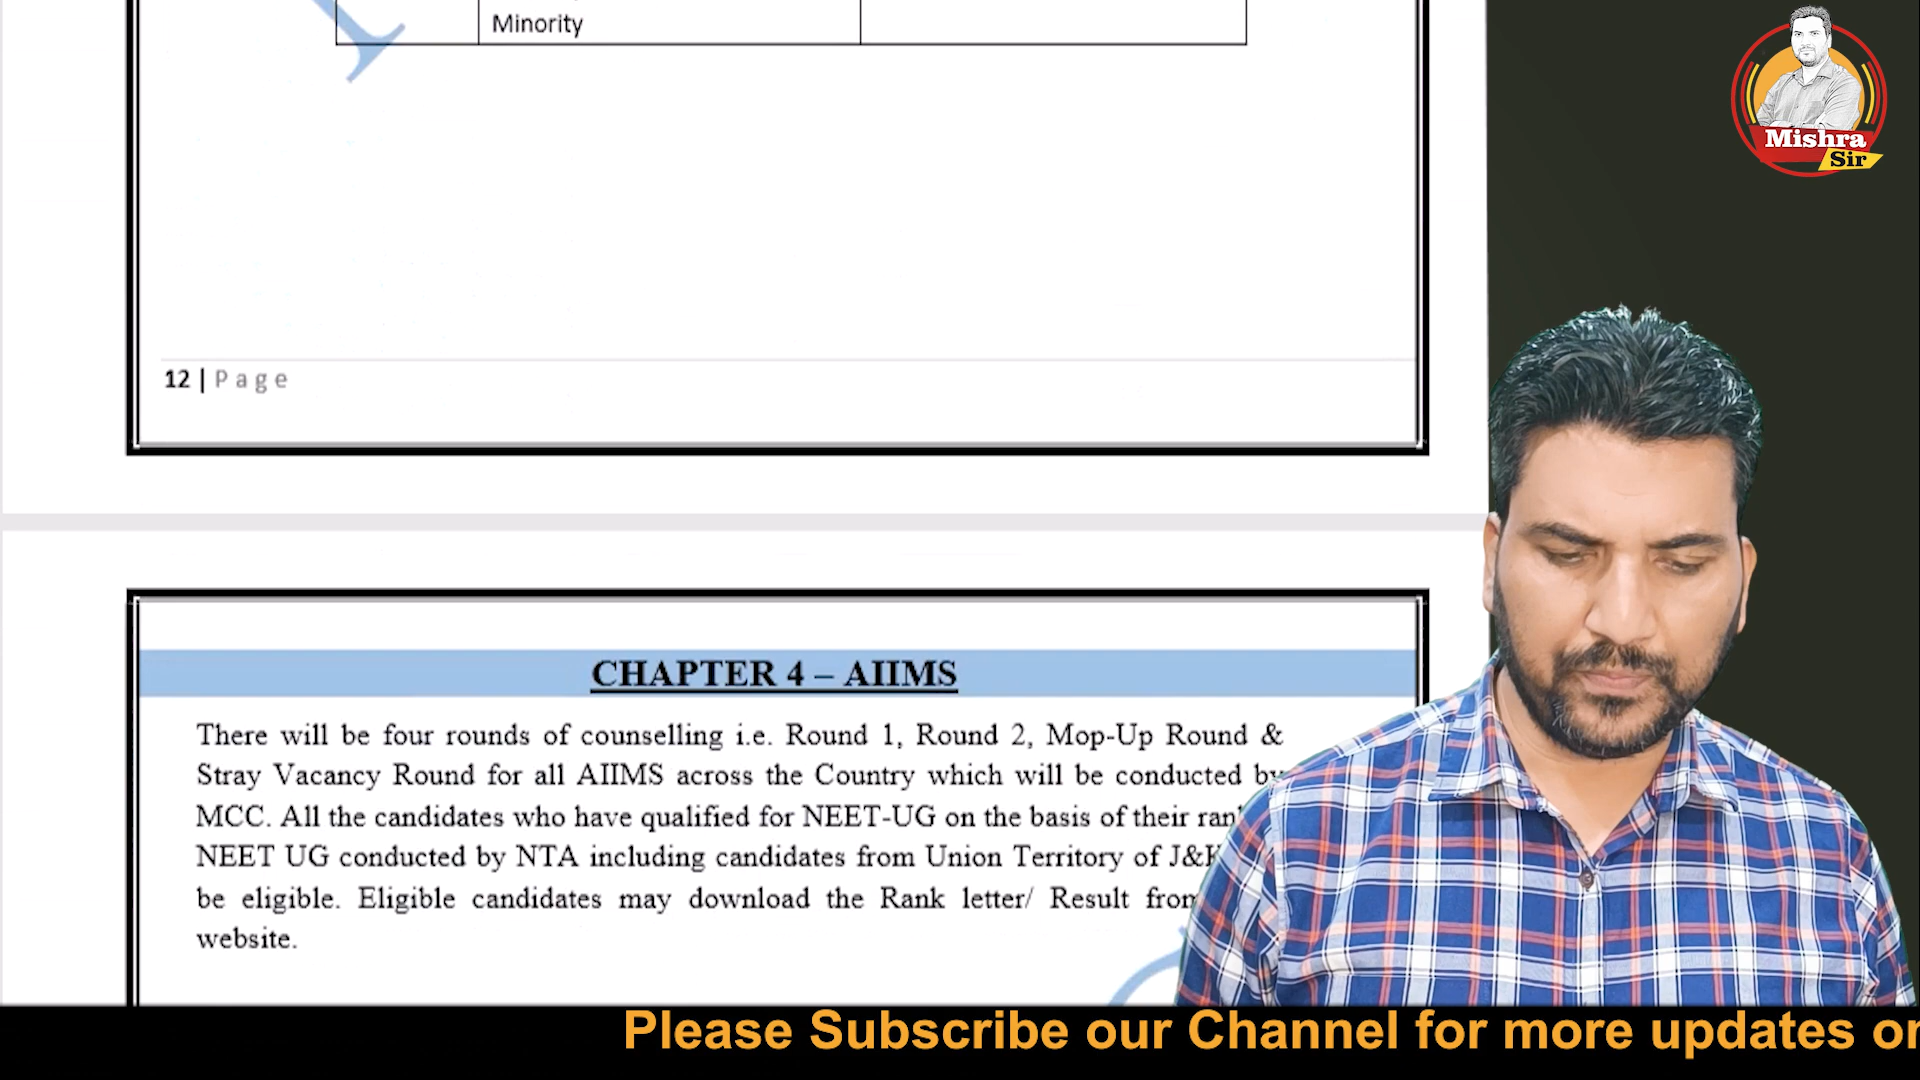 Minority
Mishra
Sir
12 | Page
CHAPTER 4 – AIIMS
There will be four rounds of counselling i.e. Round 1, Round 2, Mop-Up Round &
Stray Vacancy Round for all AIIMS across the Country which will be conducted by
MCC. All the candidates who have qualified for NEET-UG on the basis of their
NEET UG conducted by NTA including candidates from Union Territory of
be eligible. Eligible candidates may download the Rank letter/ Result
website.
Please Subscribe our Channel for more updates